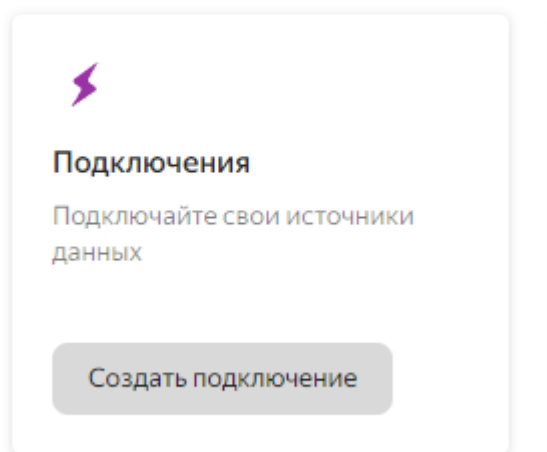 Подключения
Подключайте свои источники
данных
Создать подключение